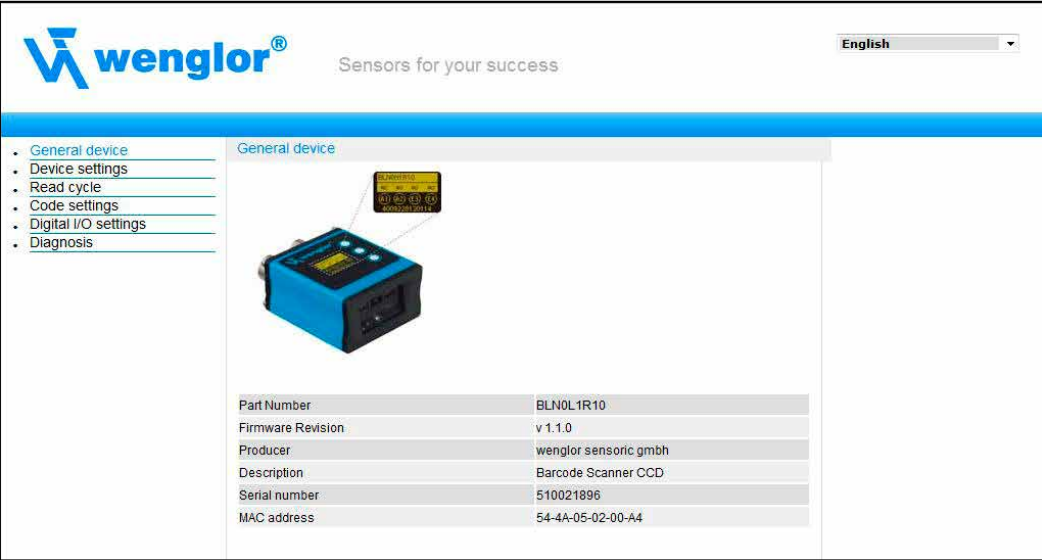 wenglor®
Sensors for your success
English
General device
Device settings
Read cycle
Code settings
Digital I/O settings
Diagnosis
General device
wenglor
Part Number BLN0L1R10
Firmware Revision v 1.1.0
Producer wenglor sensoric gmbh
Description Barcode Scanner CCD
Serial number 510021896
MAC address 54-4A-05-02-00-A4